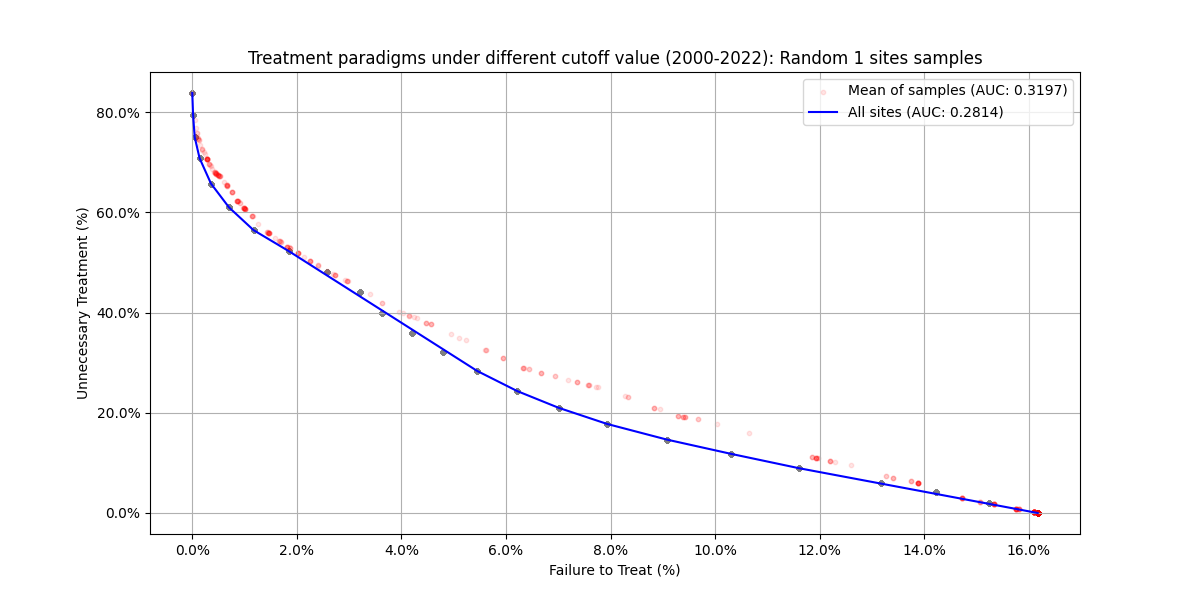 Treatment paradigms under different cutoff value (2000-2022): Random 1 sites samples
Mean of samples (AUC: 0.3197)
All sites (AUC: 0.2814)
Unnecessary Treatment (%)
80.0%
60.0%
40.0%
20.0%
0.0%
0.0% 2.0% 4.0% 6.0% 8.0% 10.0% 12.0% 14.0% 16.0%
Failure to Treat (%)